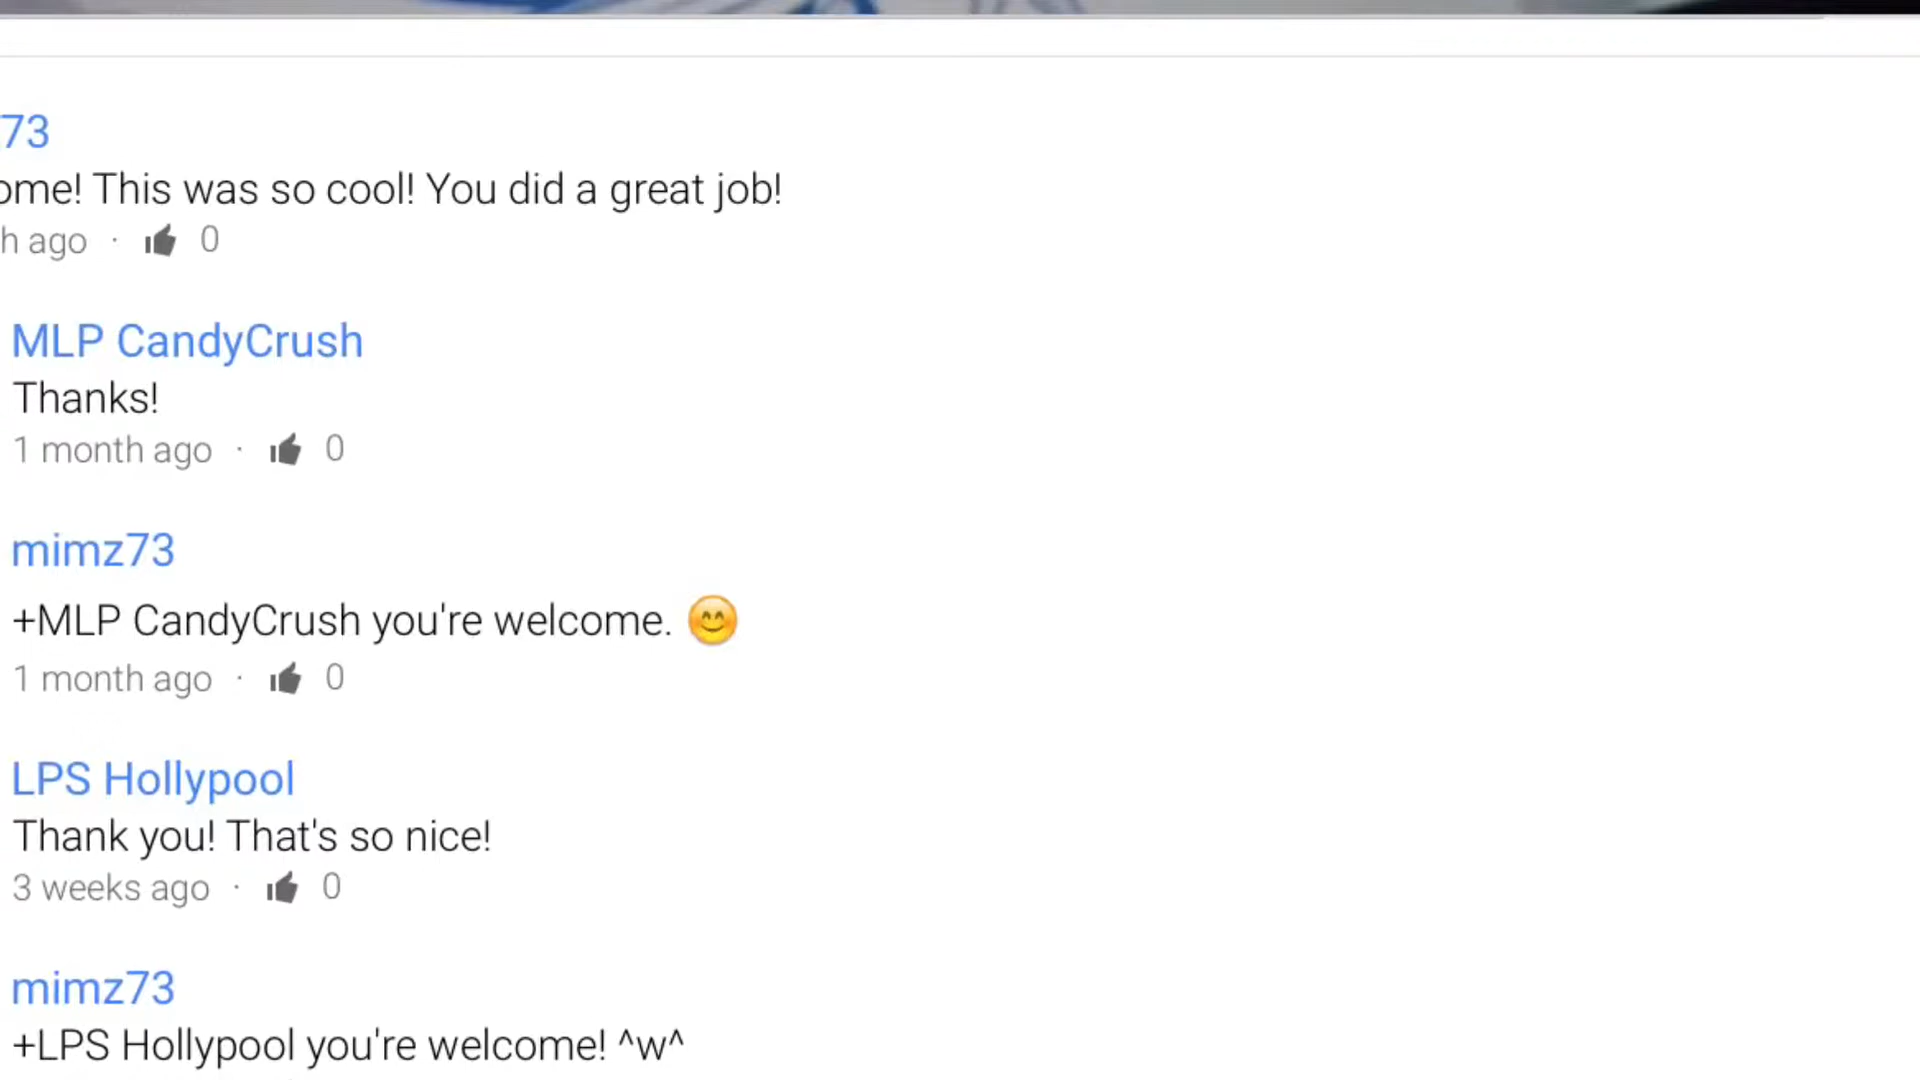 73
ome! This was so cool! You did a great job!
h ago · 0
MLP CandyCrush
Thanks!
1 month ago · 0
mimz73
+MLP CandyCrush you're welcome. 😊
1 month ago · 0
LPS Hollypool
Thank you! That's so nice!
3 weeks ago · 0
mimz73
+LPS Hollypool you're welcome! ^w^